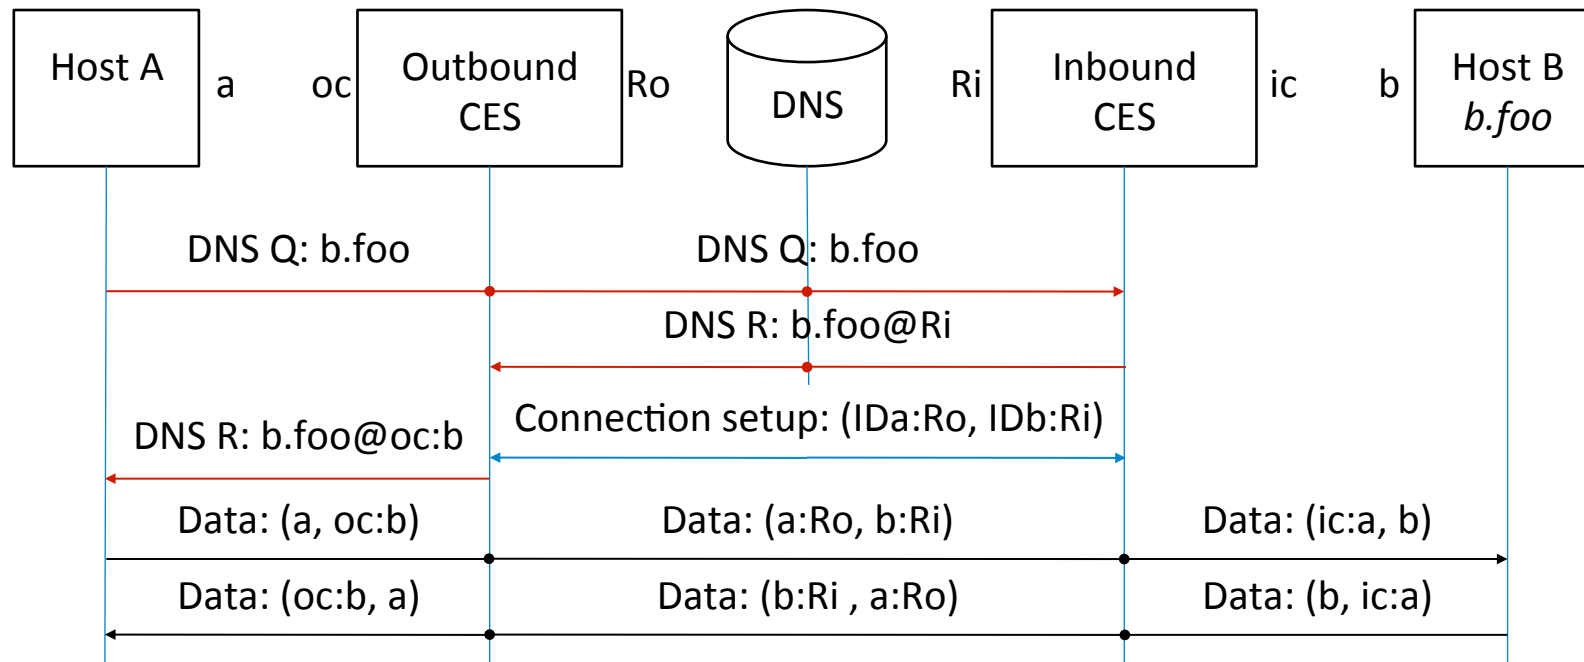 Host A
a
oc
Outbound
CES
Ro
DNS
Ri
Inbound
CES
ic
b
Host B
b.foo
DNS Q: b.foo
DNS Q: b.foo
DNS R: b.foo@Ri
Connection setup: (IDa:Ro, IDb:Ri)
DNS R: b.foo@oc:b
Data: (a, oc:b)
Data: (a:Ro, b:Ri)
Data: (ic:a, b)
Data: (oc:b, a)
Data: (b:Ri , a:Ro)
Data: (b, ic:a)